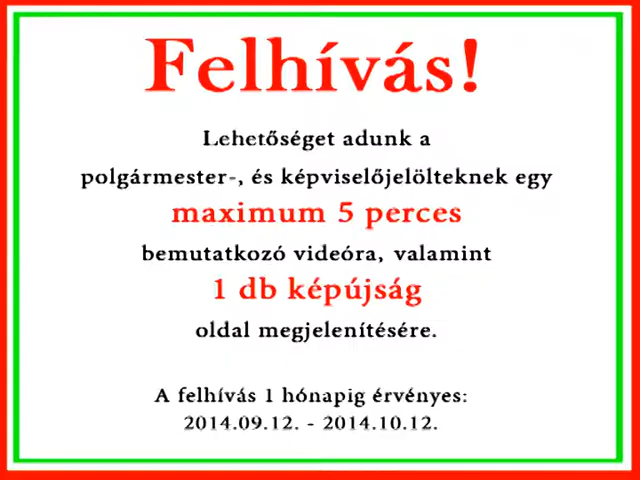 Felhívás!
Lehetőséget adunk a
polgármester-, és képviselőjelölteknek egy
maximum 5 perces
bemutatkozó videóra, valamint
1 db képújság
oldal megjelenítésére.
A felhívás 1 hónapig érvényes:
2014.09.12. - 2014.10.12.